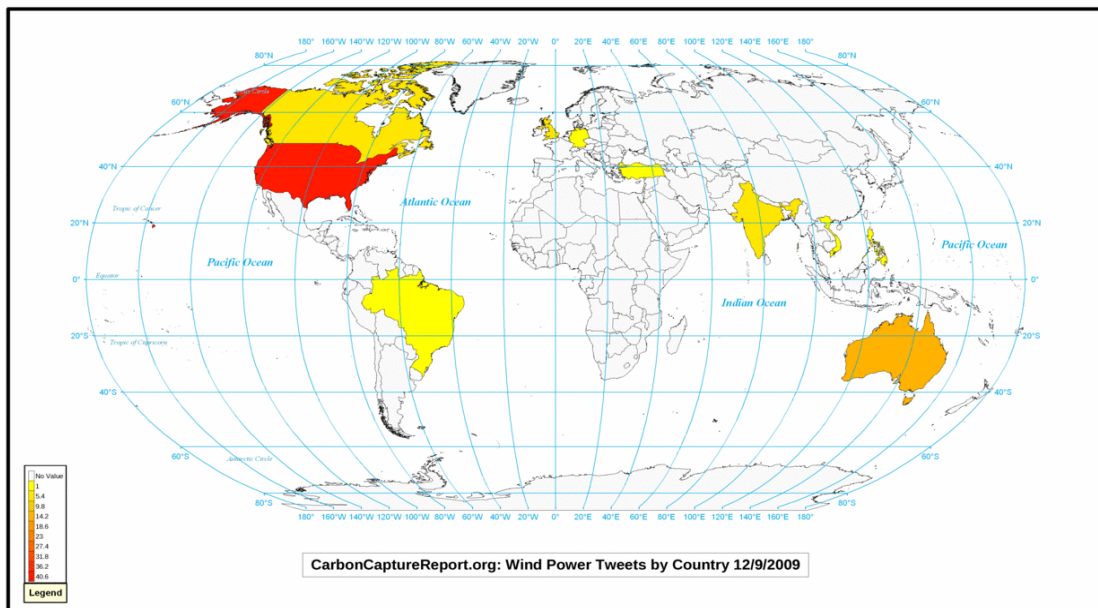 80°N
160°W 140°W 120°W 100°W 80°W 60°W 40°W 20°W 0° 20°E 40°E 60°E 80°E 100°E 120°E 140°E 160°E
80°N
60°N
60°N
40°N
40°N
Atlantic Ocean
Tropic of Cancer
20°N
20°N
Pacific Ocean
Pacific Ocean
Equator
0°
0°
Indian Ocean
20°S
20°S
Tropic of Capricorn
40°S
40°S
60°S
Antarctic Circle
60°S
80°S
80°S
180° 160°W 140°W 120°W 100°W 80°W 60°W 40°W 20°W 0° 20°E 40°E 60°E 80°E 100°E 120°E 140°E 160°E 180°
No Value
1
5.4
9.8
14.2
18.6
23
27.4
31.8
36.2
40.6
Legend
CarbonCaptureReport.org: Wind Power Tweets by Country 12/9/2009